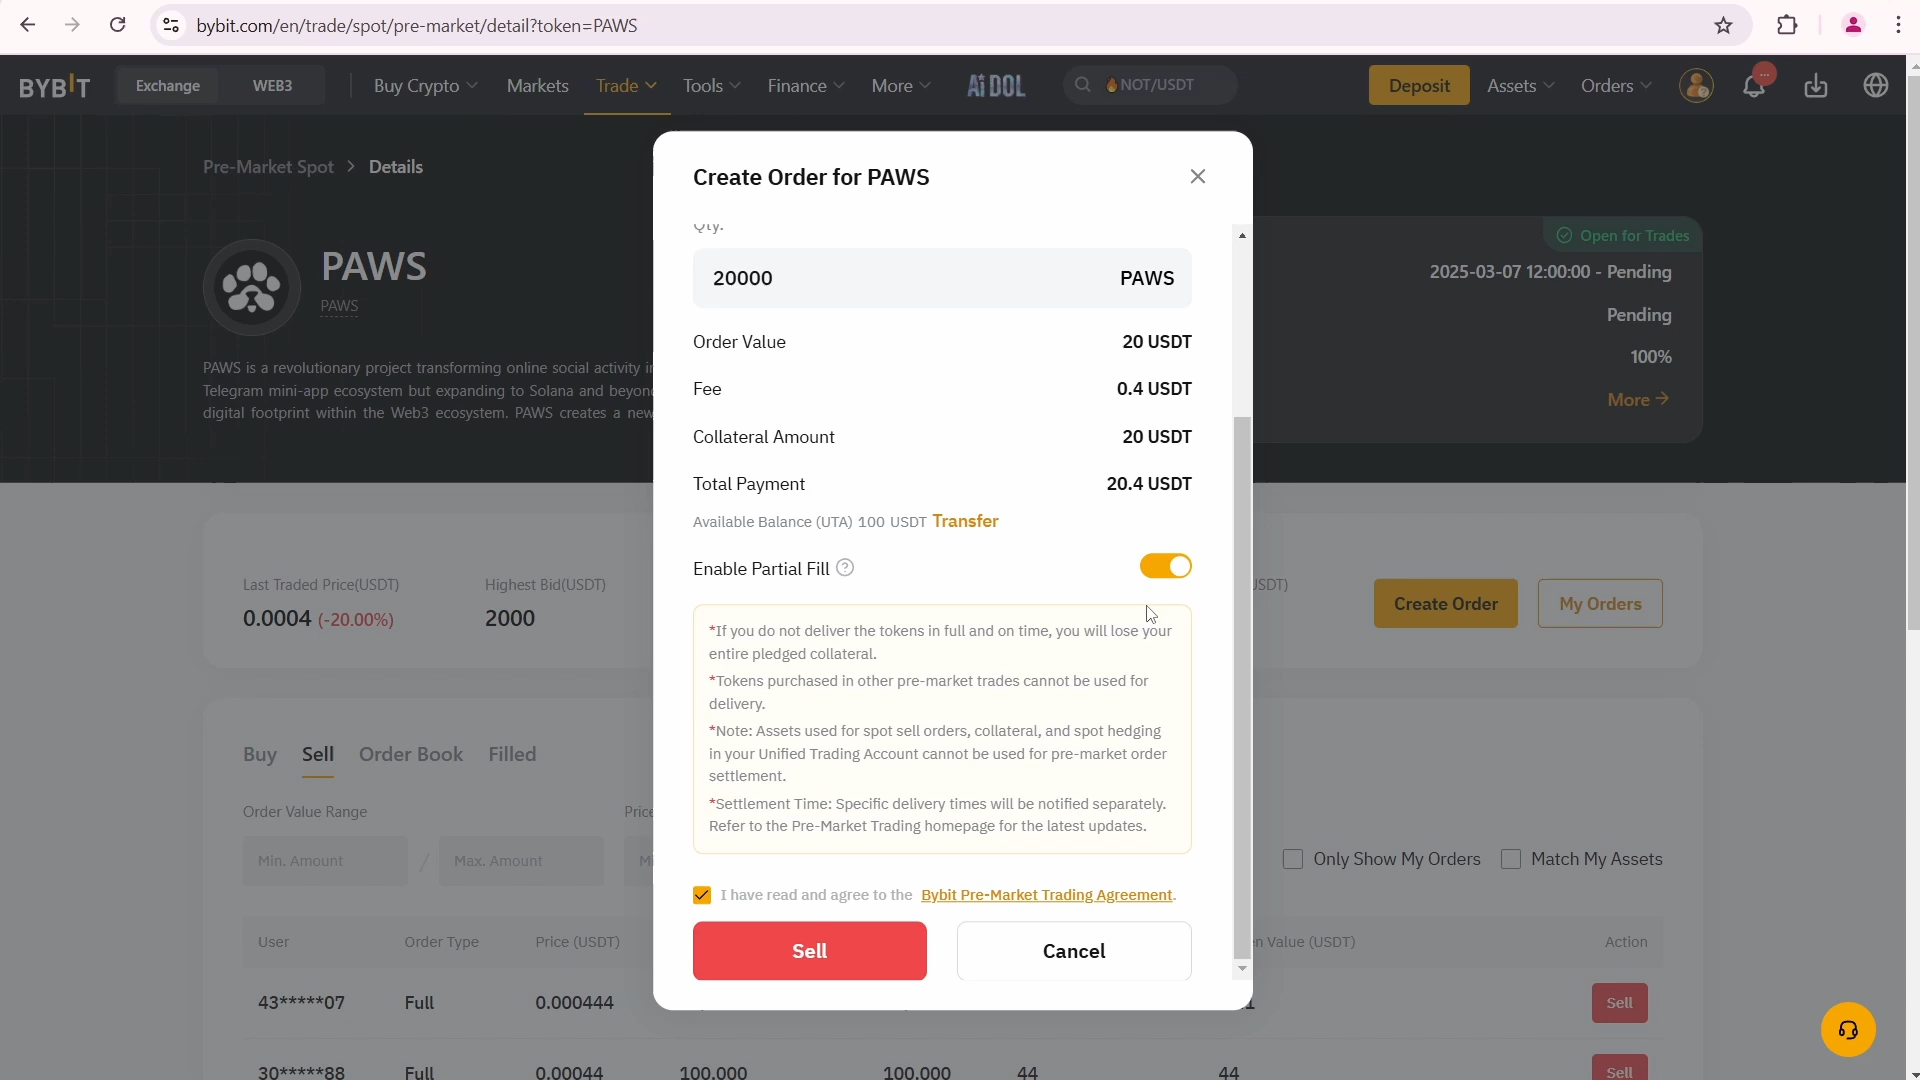 bybit.com/en/trade/spot/pre-market/detail?token=PAWS
BYBIT Exchange WEB3 Buy Crypto Markets Trade Tools Finance More AiDOL NOT/USDT Deposit Assets Orders
Pre-Market Spot > Details
Create Order for PAWS
Open for Trades
Qty.
PAWS
PAWS
20000 PAWS
2025-03-07 12:00:00 - Pending
Pending
100%
More
Order Value 20 USDT
PAWS is a revolutionary project transforming online social activity
Telegram mini-app ecosystem but expanding to Solana and
digital footprint within the Web3 ecosystem. PAWS creates a new
Fee 0.4 USDT
Collateral Amount 20 USDT
Total Payment 20.4 USDT
Available Balance (UTA) 100 USDT Transfer
Enable Partial Fill
Last Traded Price(USDT) Highest Bid(USDT)
0.0004 (-20.00%) 2000
Create Order My Orders
*If you do not deliver the tokens in full and on time, you will lose your
entire pledged collateral.
*Tokens purchased in other pre-market trades cannot be used for
delivery.
*Note: Assets used for spot sell orders, collateral, and spot hedging
in your Unified Trading Account cannot be used for pre-market order
settlement.
*Settlement Time: Specific delivery times will be notified separately.
Refer to the Pre-Market Trading homepage for the latest updates.
I have read and agree to the Bybit Pre-Market Trading Agreement.
Sell Cancel
Buy Sell Order Book Filled
Order Value Range
Min. Amount / Max. Amount
Only Show My Orders Match My Assets
User Order Type Price (USDT) Value (USDT) Action
43*****07 Full 0.000444 Sell
30*****88 Full 0.00044 100,000 100,000 44 44 Sell